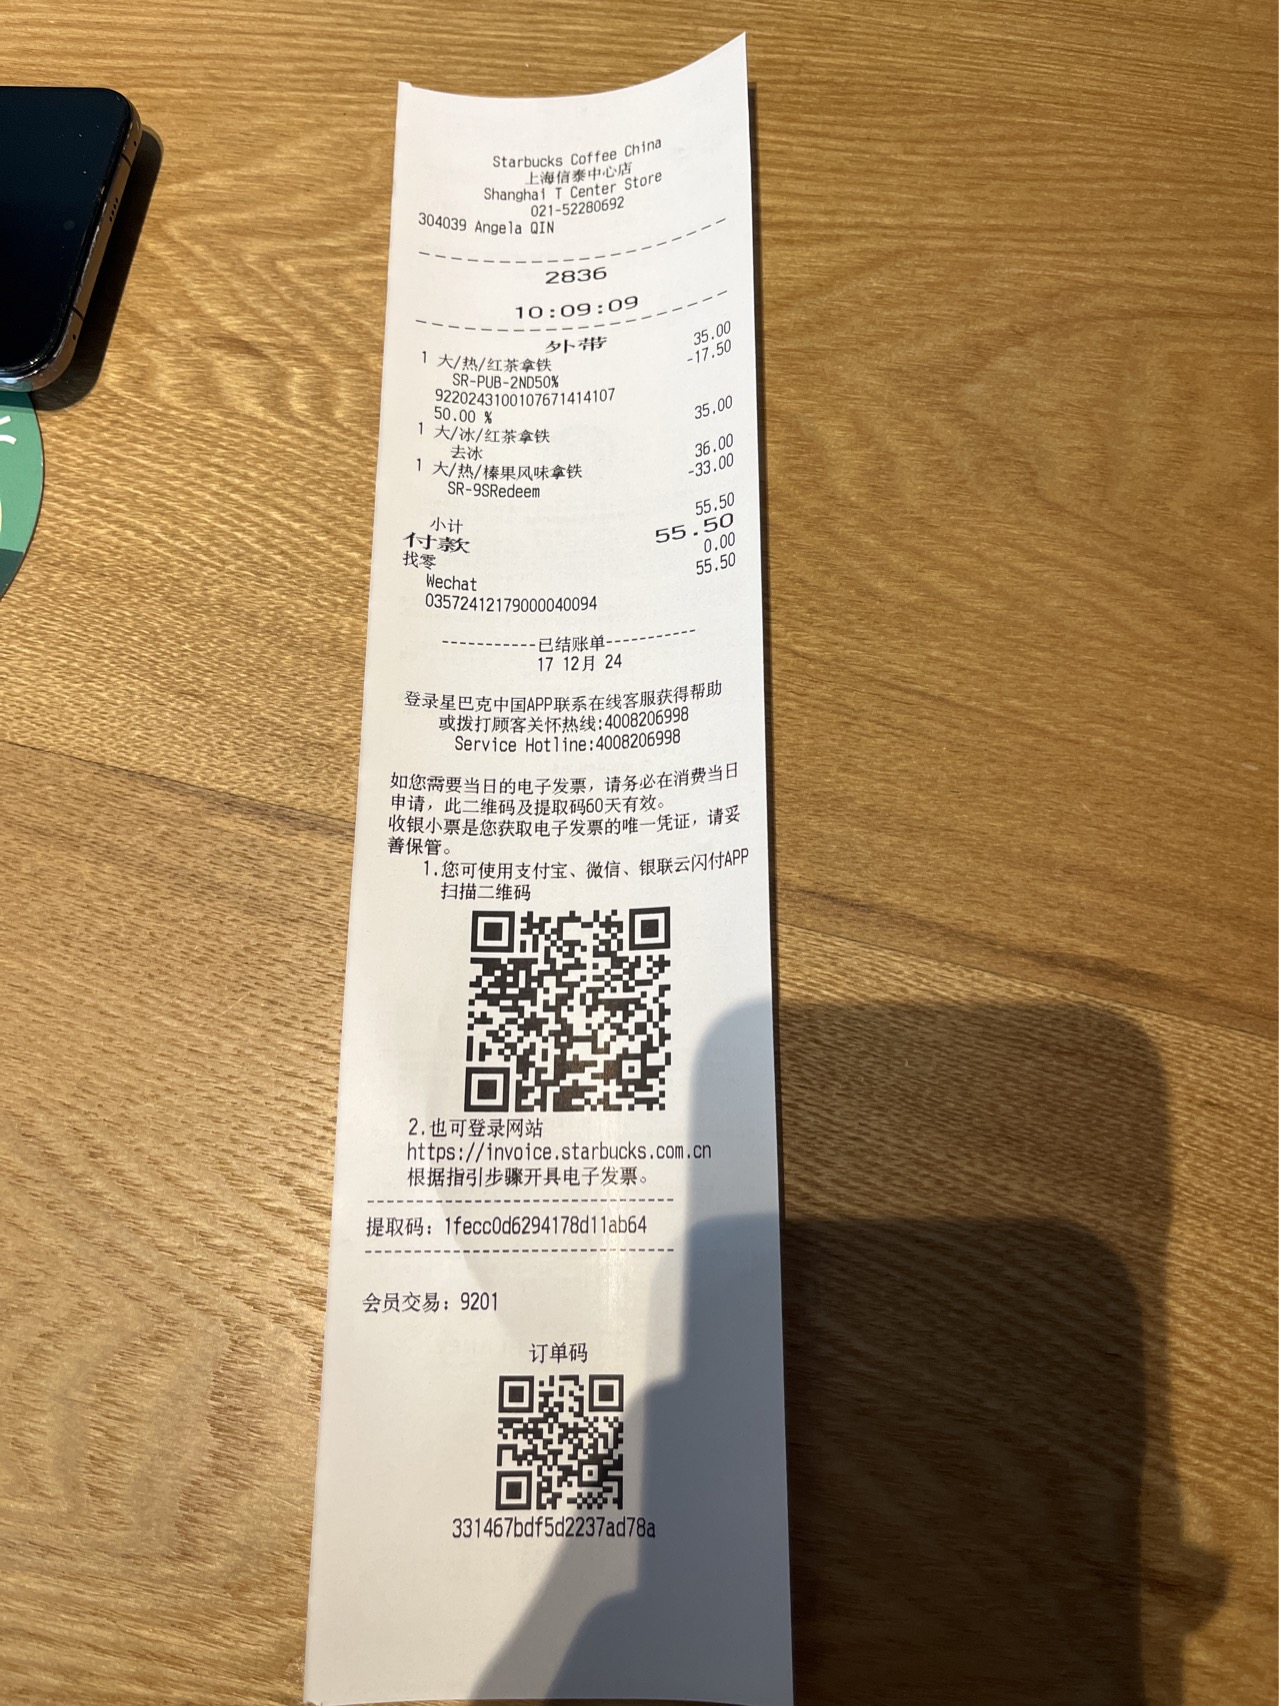 Starbucks Coffee China
上海信泰中心店
Shanghai T Center Store
021-52280692
304039 Angela QIN
2836
10:09:09
外带
1 大/热/红茶拿铁 35.00
SR-PUB-2ND50% -17.50
9220243100107671414107
50.00 %
1 大/冰/红茶拿铁 35.00
去冰
1 大/热/榛果风味拿铁 36.00
SR-9SRedeem -33.00
小计 55.50
付款 55.50
找零 0.00
Wechat 55.50
03572412179000040094
-----------已结账单-----------
17 12月 24
登录星巴克中国APP联系在线客服获得帮助
或拨打顾客关怀热线:4008206998
Service Hotline:4008206998
如您需要当日的电子发票，请务必在消费当日
申请，此二维码及提取码60天有效。
收银小票是您获取电子发票的唯一凭证，请妥
善保管。
1.您可使用支付宝、微信、银联云闪付APP
扫描二维码
2.也可登录网站
https://invoice.starbucks.com.cn
根据指引步骤开具电子发票。
提取码：1fecc0d6294178d11ab64
会员交易：9201
订单码
331467bdf5d2237ad78a